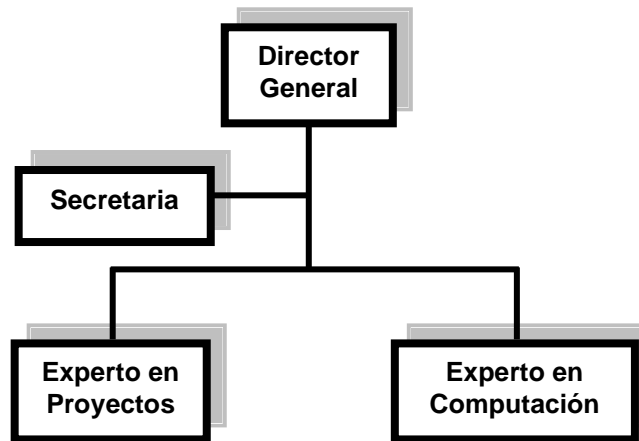 Director
General
Secretaria
Experto en
Proyectos
Experto en
Computación